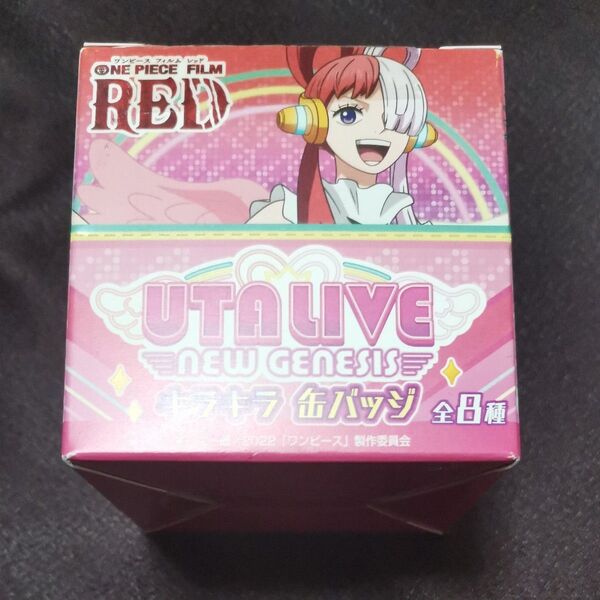 ワンピース フィルム レッド
ONE PIECE FILM
RED
UTA LIVE
NEW GENESIS
キラキラ 缶バッジ 全8種
/2022「ワンピース」製作委員会